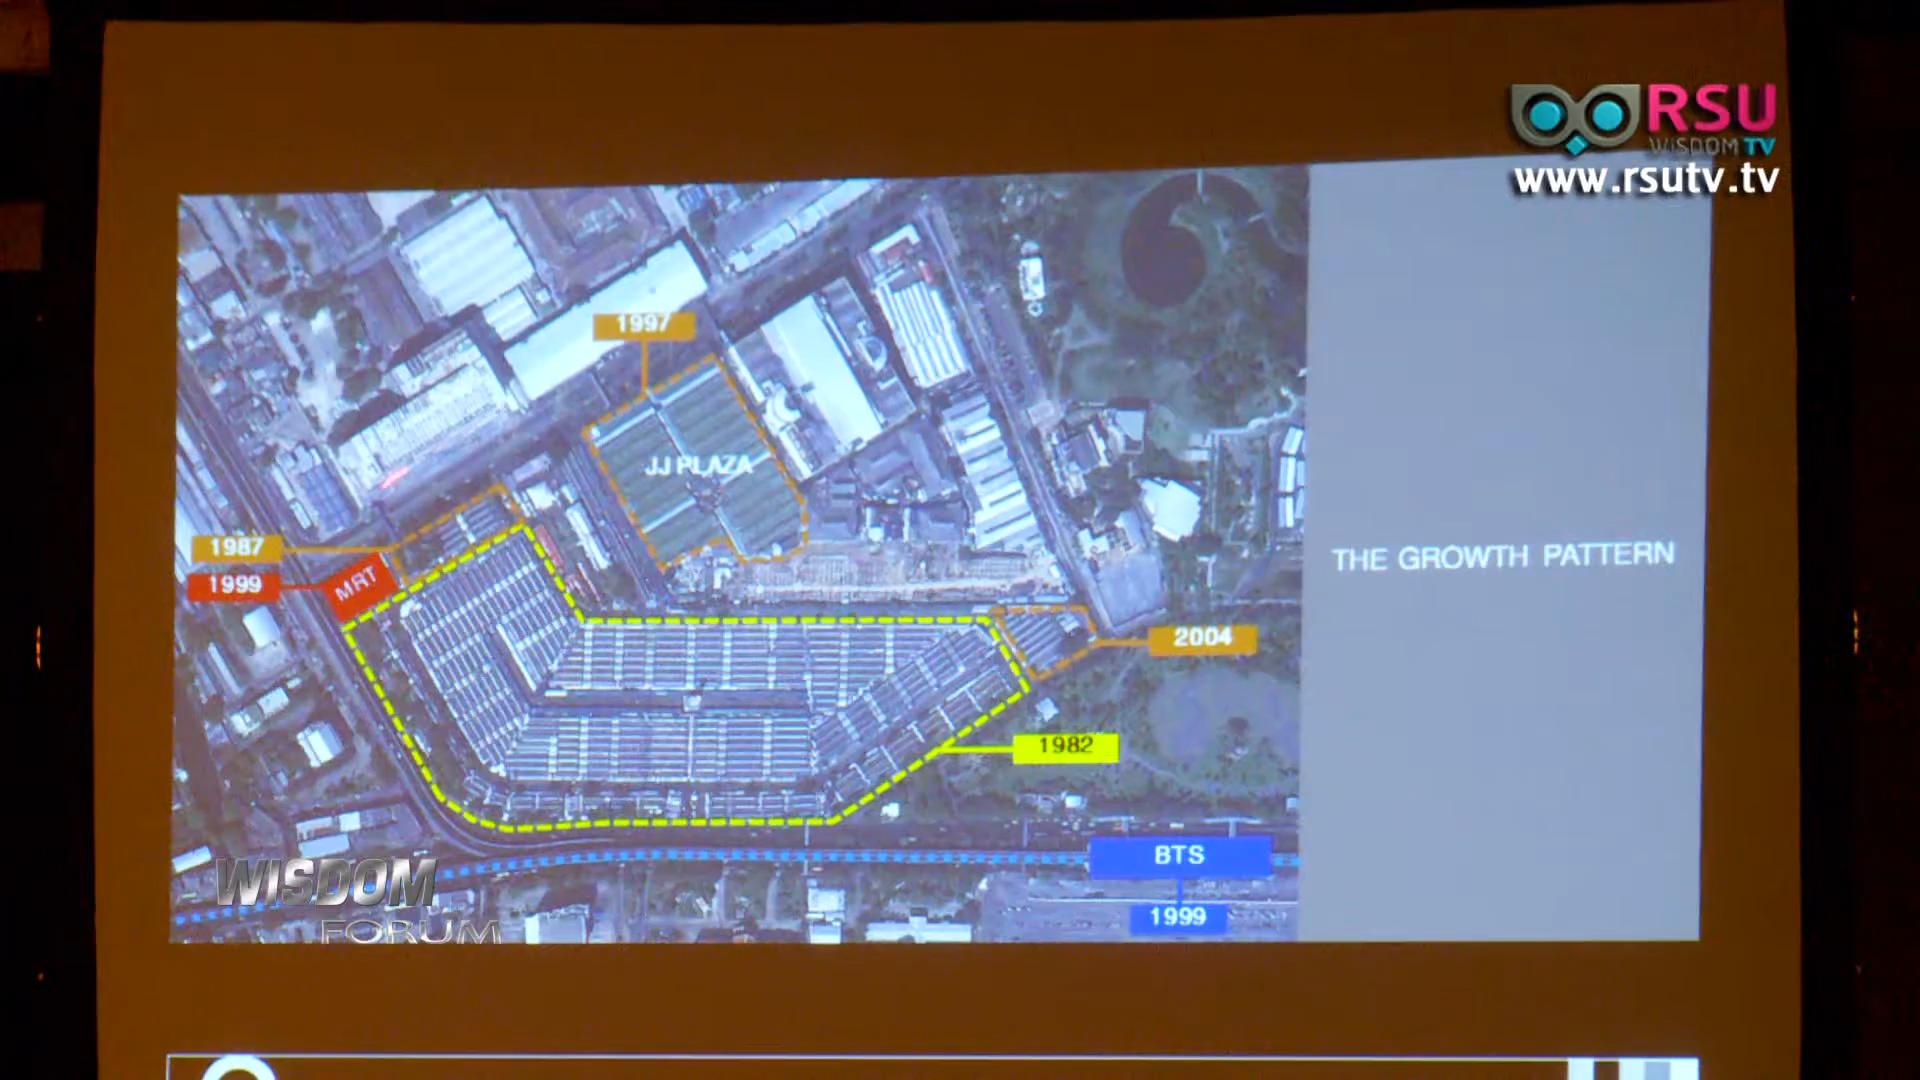 RSU
WISDOM TV
www.rsutv.tv
1997
JJ PLAZA
1987
1999
MRT
THE GROWTH PATTERN
2004
1982
BTS
1999
WISDOM
FORUM